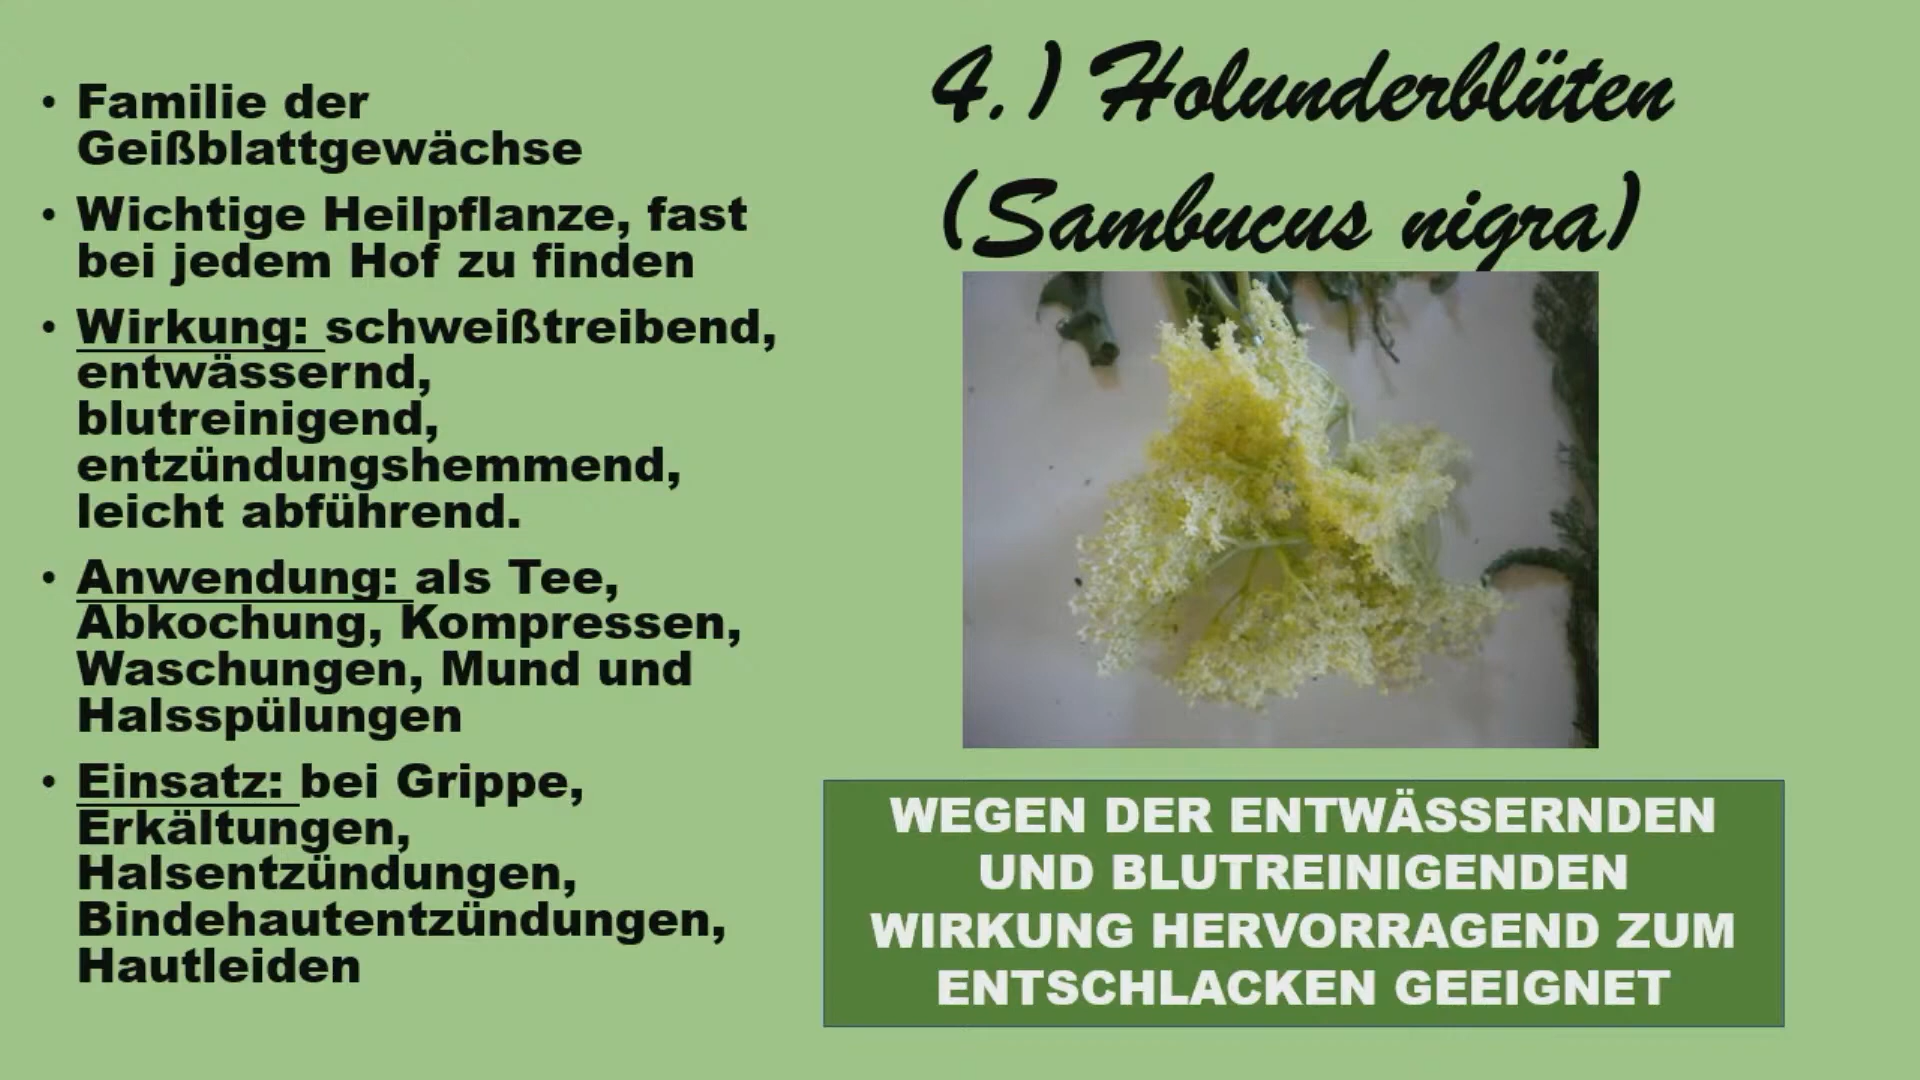 4.) Holunderblüten
(Sambucus nigra)
• Familie der
Geißblattgewächse
• Wichtige Heilpflanze, fast
bei jedem Hof zu finden
• Wirkung: schweißtreibend,
entwässernd,
blutreinigend,
entzündungshemmend,
leicht abführend.
• Anwendung: als Tee,
Abkochung, Kompressen,
Waschungen, Mund und
Halsspülungen
• Einsatz: bei Grippe,
Erkältungen,
Halsentzündungen,
Bindehautentzündungen,
Hautleiden
WEGEN DER ENTWÄSSERNDEN
UND BLUTREINIGENDEN
WIRKUNG HERVORRAGEND ZUM
ENTSCHLACKEN GEEIGNET